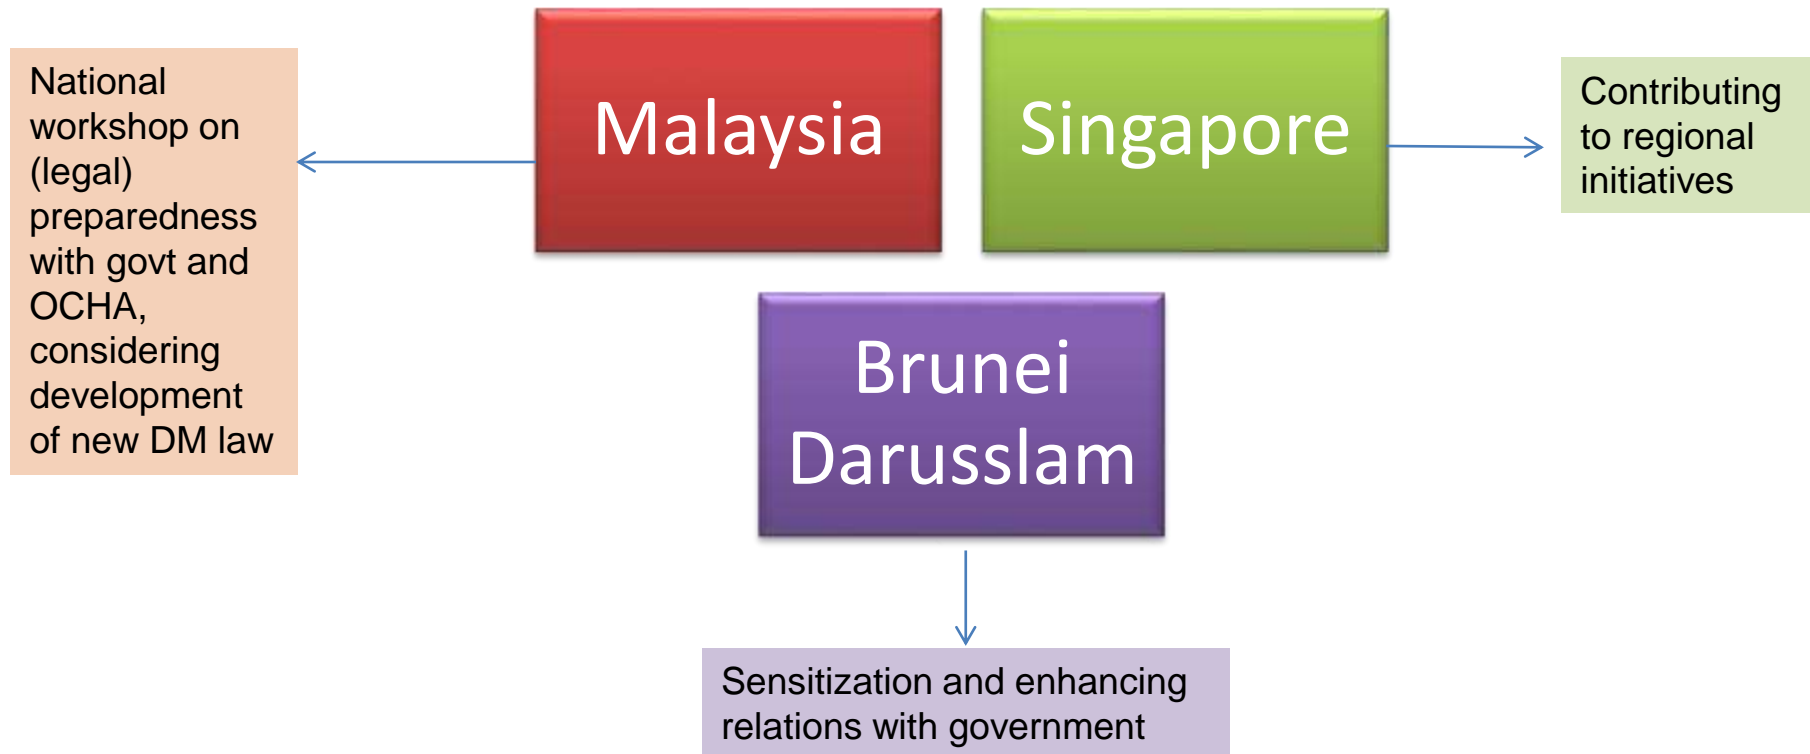 National
workshop on
(legal)
preparedness
with govt and
OCHA,
considering
development
of new DM law
Malaysia
Singapore
Contributing
to regional
initiatives
Brunei
Darusslam
Sensitization and enhancing
relations with government